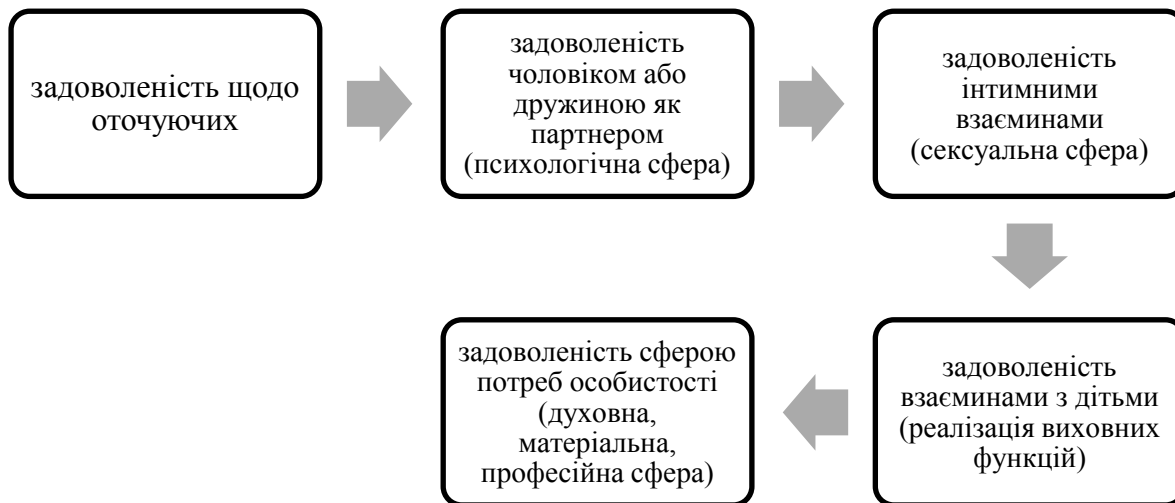 задоволеність щодо
оточуючих
задоволеність
чоловіком або
дружиною як
партнером
(психологічна сфера)
задоволеність
інтимними
взаєминами
(сексуальна сфера)
задоволеність
взаєминами з дітьми
(реалізація виховних
функцій)
задоволеність сферою
потреб особистості
(духовна,
матеріальна,
професійна сфера)